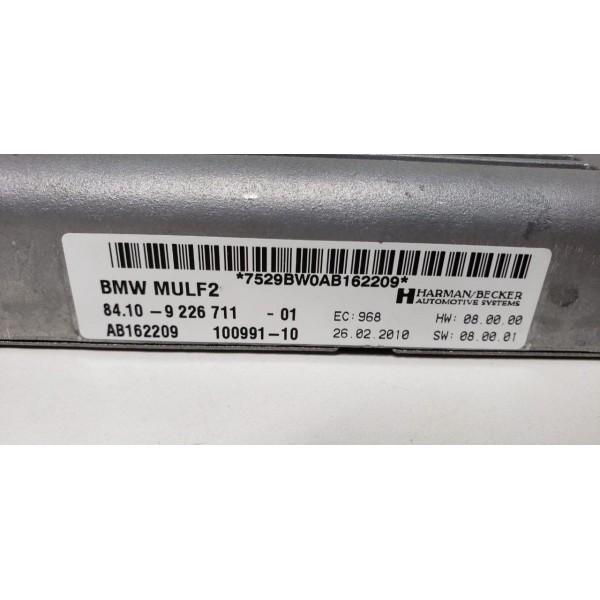 *7529BW0AB162209*
BMW MULF2
HARMAN/BECKER
AUTOMOTIVE SYSTEMS
84.10 - 9 226 711 - 01 EC: 968 HW: 08.00.00
AB162209 100991-10 26.02.2010 SW: 08.00.01